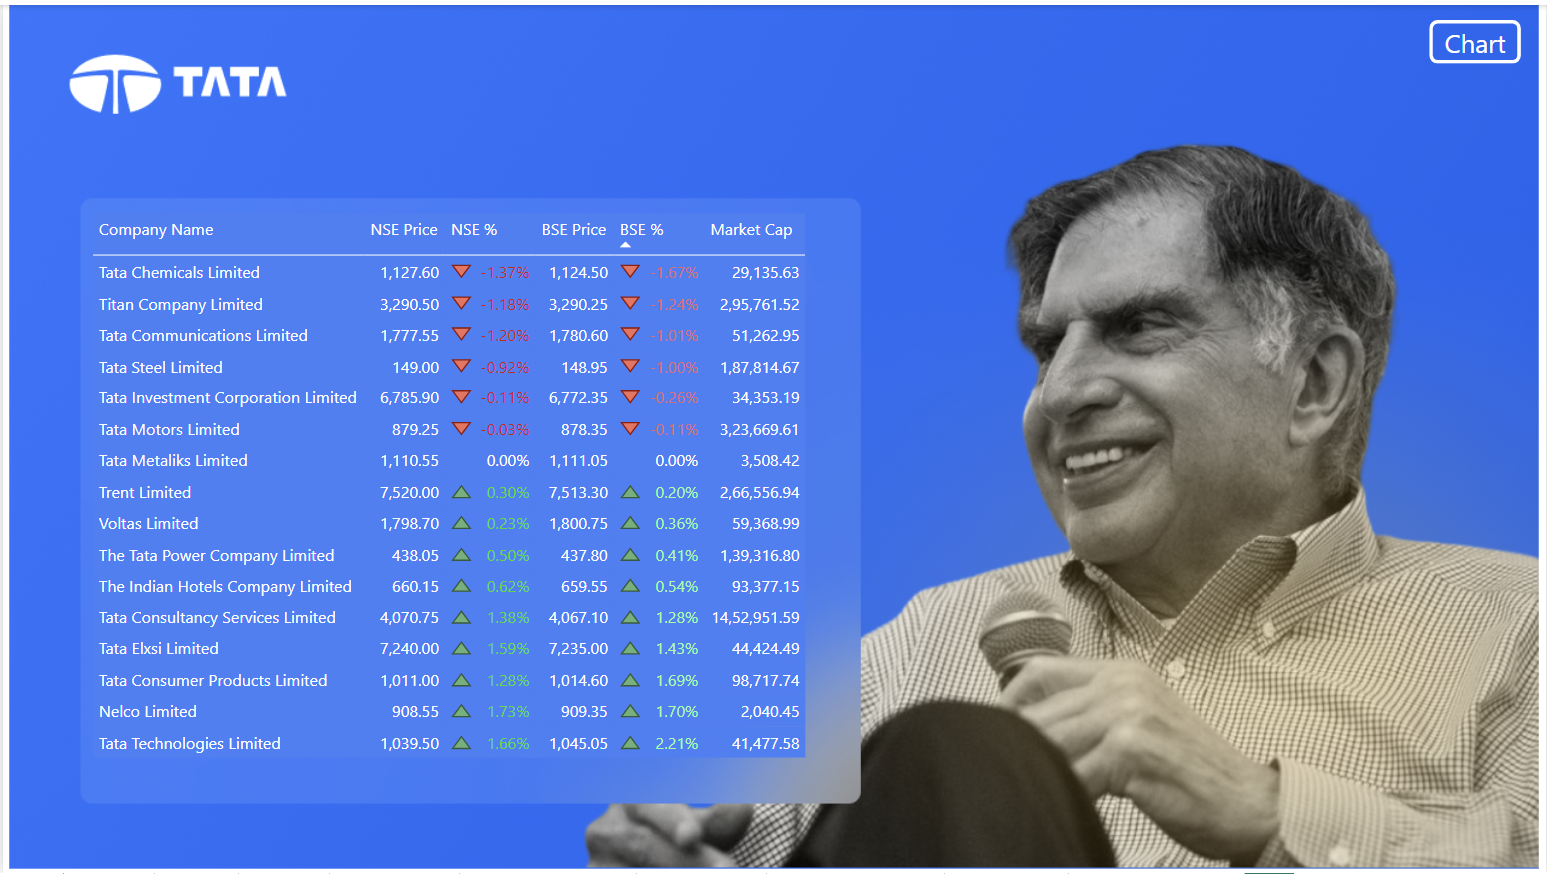 Chart
TATA
Company Name NSE Price NSE % BSE Price BSE % Market Cap
Tata Chemicals Limited 1,127.60 -1.37% 1,124.50 -1.67% 29,135.63
Titan Company Limited 3,290.50 -1.18% 3,290.25 -1.24% 2,95,761.52
Tata Communications Limited 1,777.55 -1.20% 1,780.60 -1.01% 51,262.95
Tata Steel Limited 149.00 -0.92% 148.95 -1.00% 1,87,814.67
Tata Investment Corporation Limited 6,785.90 -0.11% 6,772.35 -0.26% 34,353.19
Tata Motors Limited 879.25 -0.03% 878.35 -0.11% 3,23,669.61
Tata Metaliks Limited 1,110.55 0.00% 1,111.05 0.00% 3,508.42
Trent Limited 7,520.00 0.30% 7,513.30 0.20% 2,66,556.94
Voltas Limited 1,798.70 0.23% 1,800.75 0.36% 59,368.99
The Tata Power Company Limited 438.05 0.50% 437.80 0.41% 1,39,316.80
The Indian Hotels Company Limited 660.15 0.62% 659.55 0.54% 93,377.15
Tata Consultancy Services Limited 4,070.75 1.38% 4,067.10 1.28% 14,52,951.59
Tata Elxsi Limited 7,240.00 1.59% 7,235.00 1.43% 44,424.49
Tata Consumer Products Limited 1,011.00 1.28% 1,014.60 1.69% 98,717.74
Nelco Limited 908.55 1.73% 909.35 1.70% 2,040.45
Tata Technologies Limited 1,039.50 1.66% 1,045.05 2.21% 41,477.58